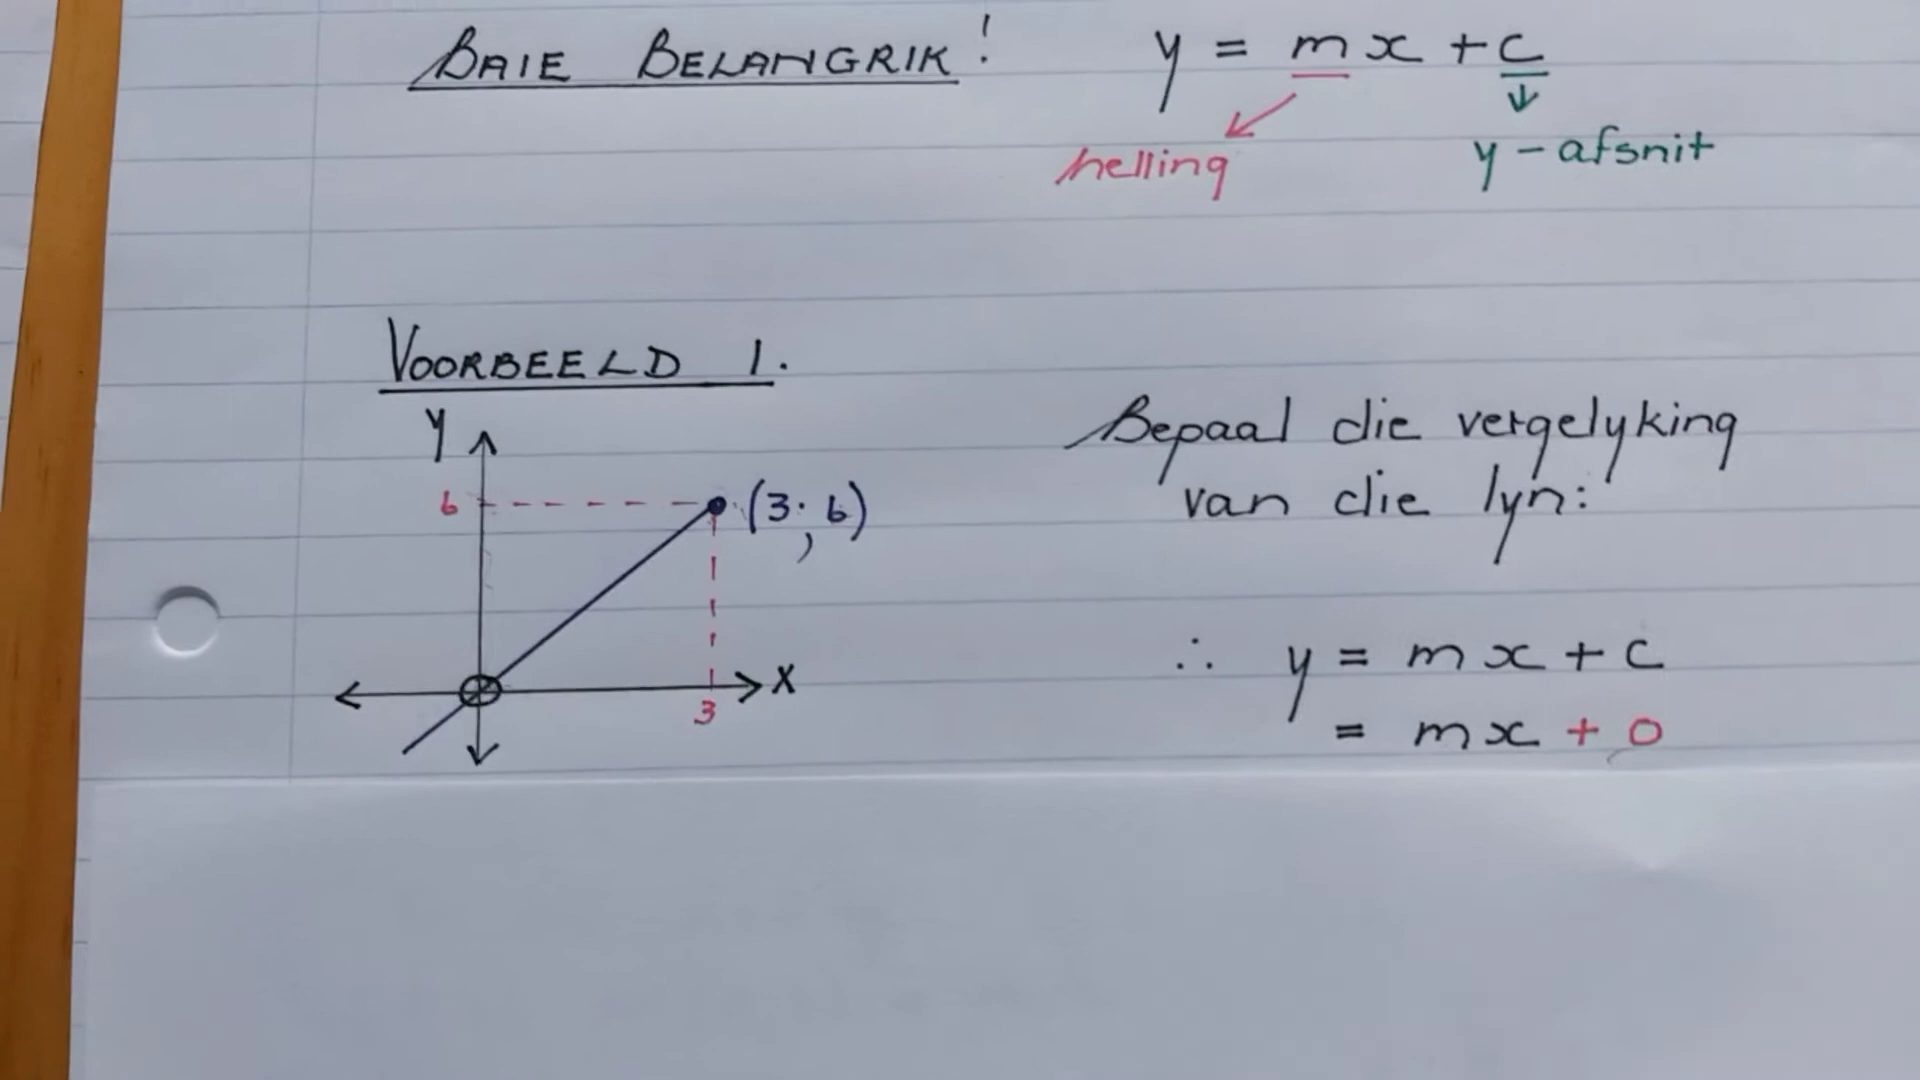 BAIE BELANGRIK! y = mx + c
helling
y - afsnit
VOORBEELD 1.
Bepaal die vergelyking
van die lyn:
y
6
(3; 6)
x
3
∴ y = mx + c
= mx + 0